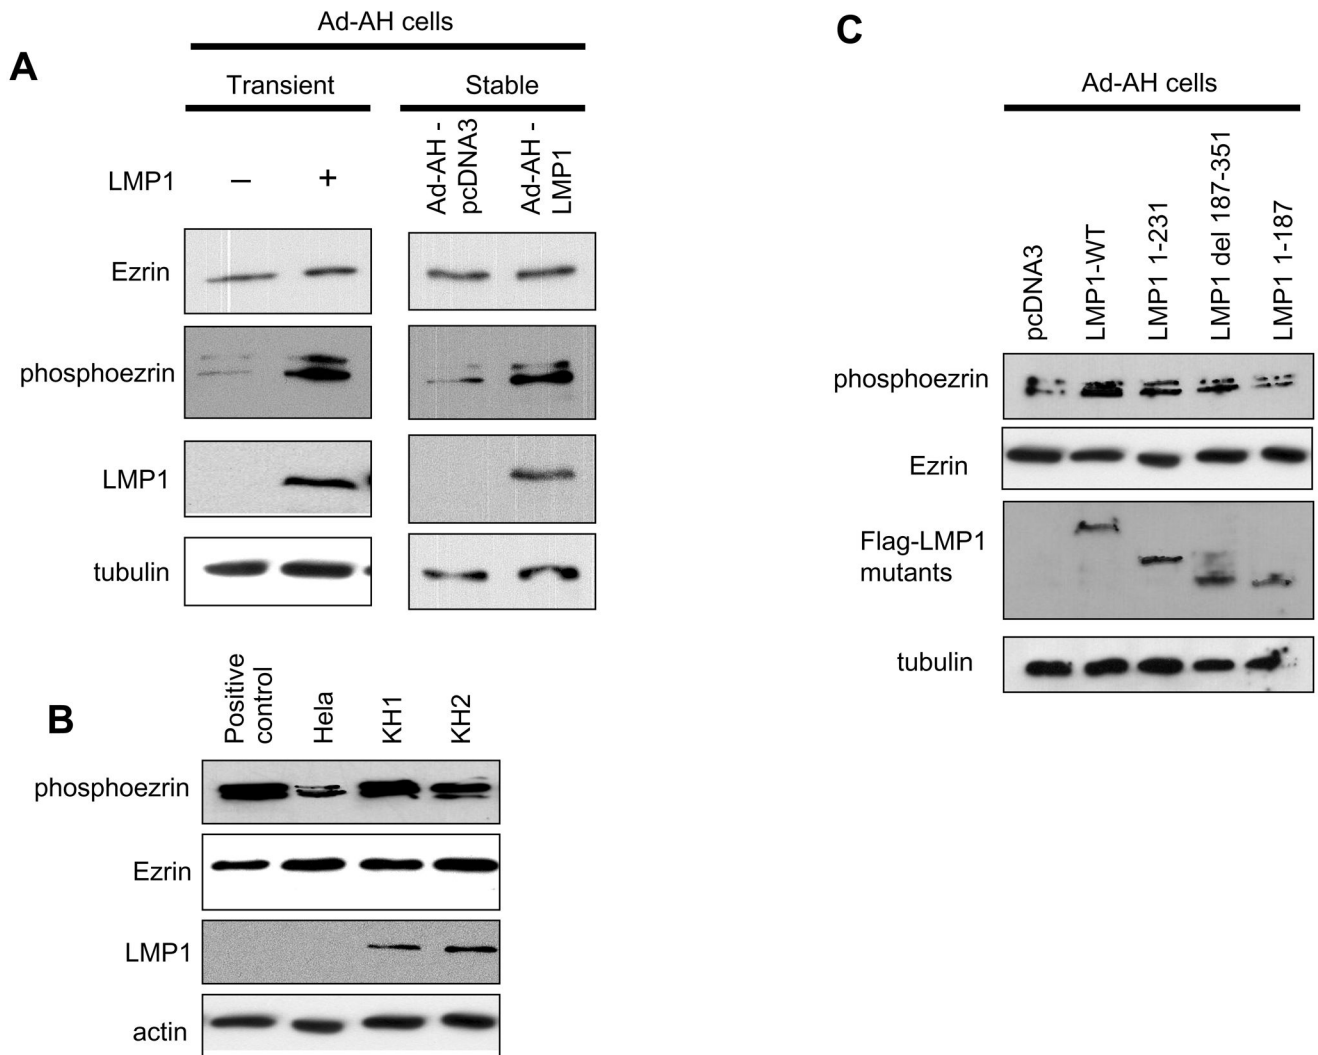 Ad-AH cells
A
Transient
Stable
LMP1
–
+
Ad-AH -
pcDNA3
Ad-AH -
LMP1
Ezrin
phosphoezrin
LMP1
tubulin
B
Positive
control
Hela
KH1
KH2
phosphoezrin
Ezrin
LMP1
actin
C
Ad-AH cells
pcDNA3
LMP1-WT
LMP1 1-231
LMP1 del 187-351
LMP1 1-187
phosphoezrin
Ezrin
Flag-LMP1
mutants
tubulin